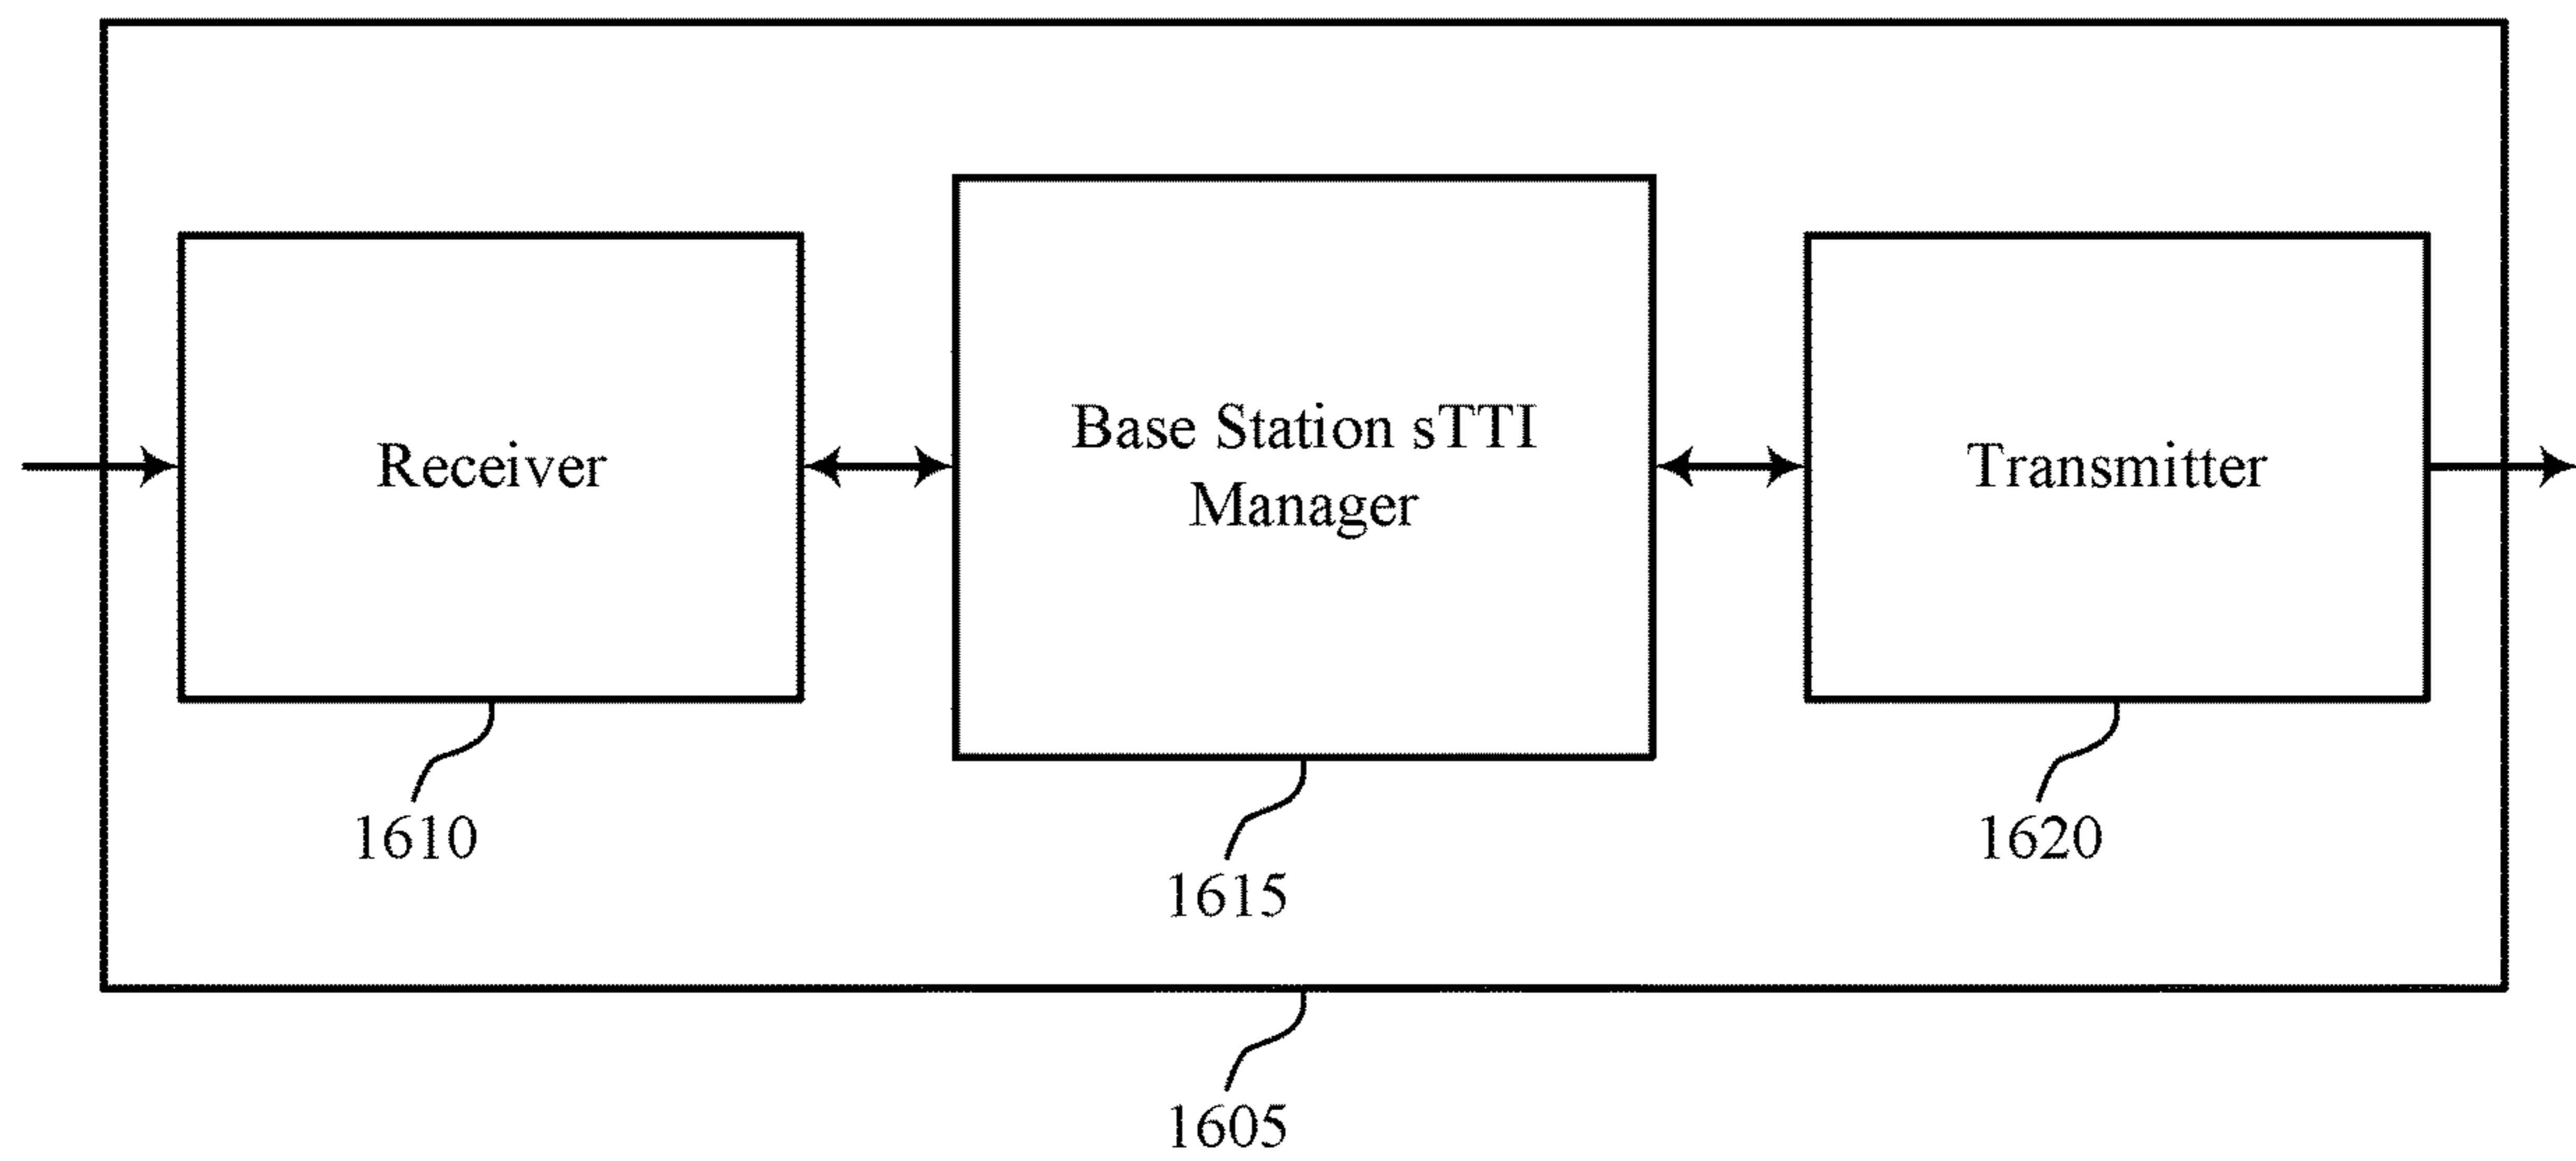 Receiver
Base Station sTTI
Manager
Transmitter
1610
1615
1620
1605